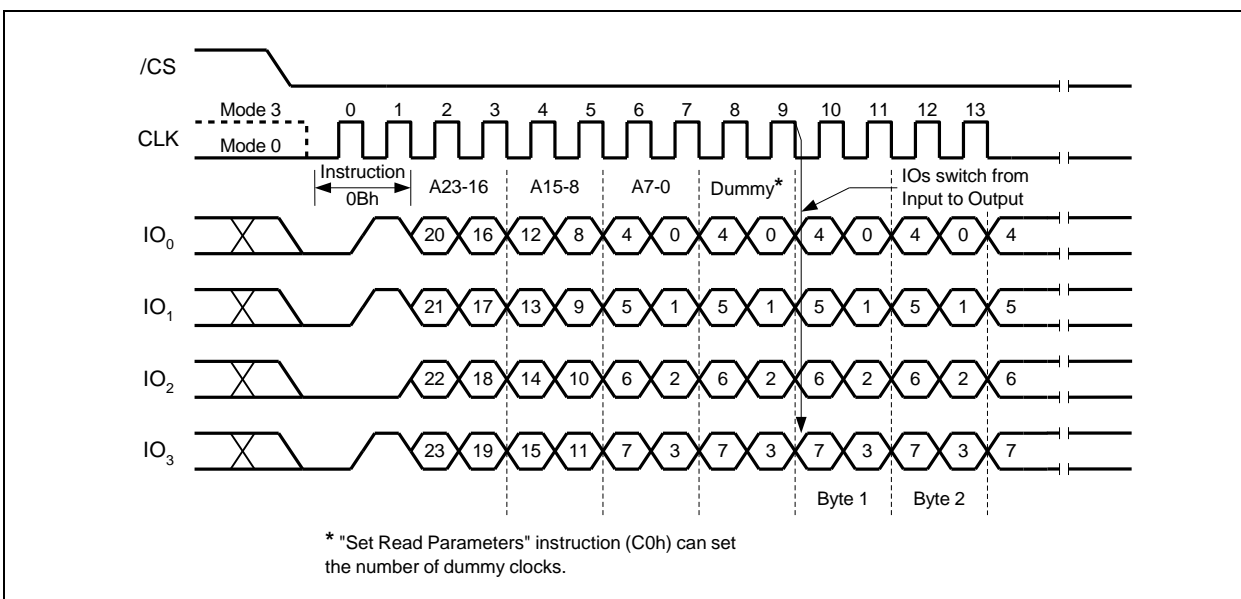 /CS
Mode 3 0 1 2 3 4 5 6 7 8 9 10 11 12 13
CLK
Mode 0
Instruction
0Bh
A23-16 A15-8 A7-0 Dummy*
IOs switch from
Input to Output
IO0 20 16 12 8 4 0 4 0 4 0 4 0 4
IO1 21 17 13 9 5 1 5 1 5 1 5 1 5
IO2 22 18 14 10 6 2 6 2 6 2 6 2 6
IO3 23 19 15 11 7 3 7 3 7 3 7 3 7
Byte 1 Byte 2
* "Set Read Parameters" instruction (C0h) can set
the number of dummy clocks.